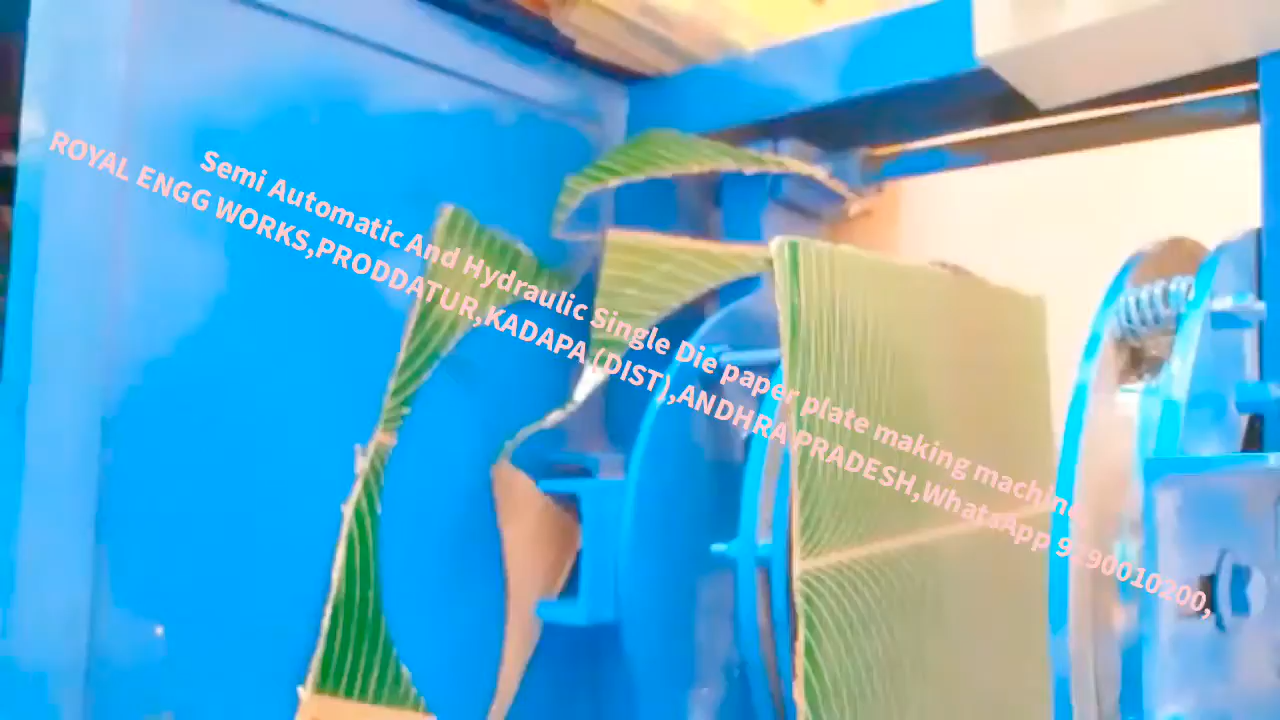 Semi Automatic And Hydraulic Single Die paper plate making machine
ROYAL ENGG WORKS,PRODDATUR,KADAPA (DIST),ANDHRA PRADESH,WhatsApp